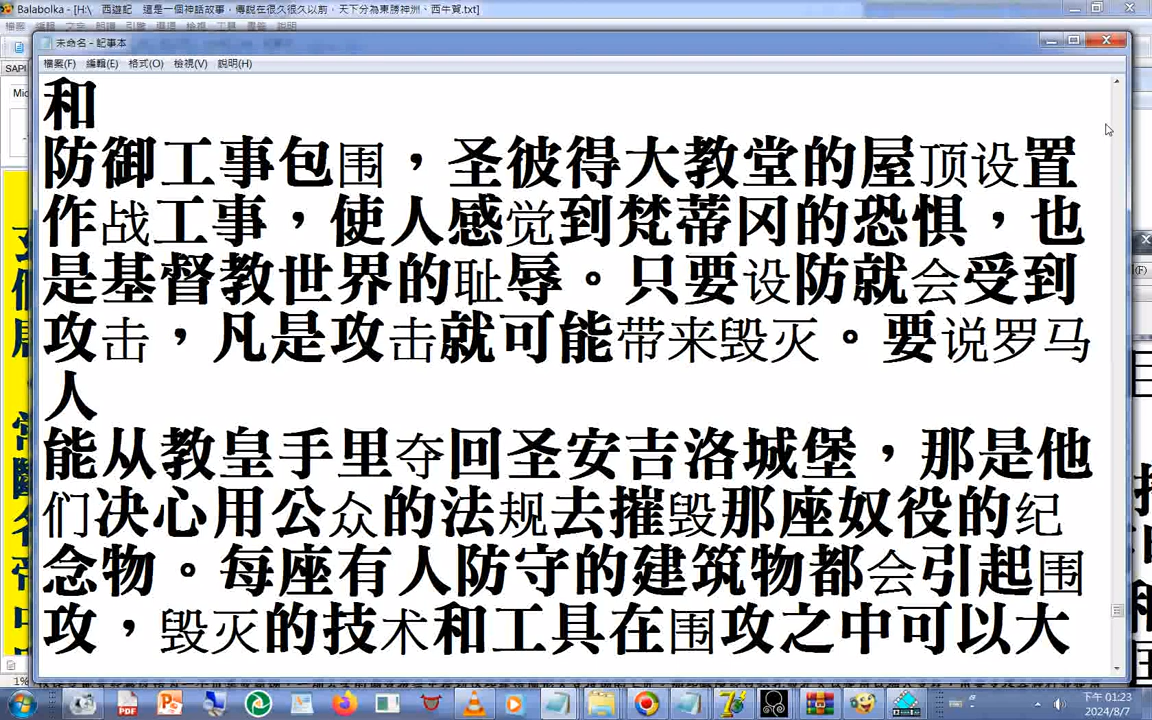 Balabolka - [H:\ 西遊記 這是一個神話故事，傳說在很久很久以前，天下分為東勝神洲、西牛賀.txt]
未命名 - 記事本
檔案(F) 編輯(E) 格式(O) 檢視(V) 說明(H)
SAPI
和
防御工事包围，圣彼得大教堂的屋顶设置
作战工事，使人感觉到梵蒂冈的恐惧，也
是基督教世界的耻辱。只要设防就会受到
攻击，凡是攻击就可能带来毁灭。要说罗马
人
能从教皇手里夺回圣安吉洛城堡，那是他
们决心用公众的法规去摧毁那座奴役的纪
念物。每座有人防守的建筑物都会引起围
攻，毁灭的技术和工具在围攻之中可以大
1%
下午 01:23
2024/8/7